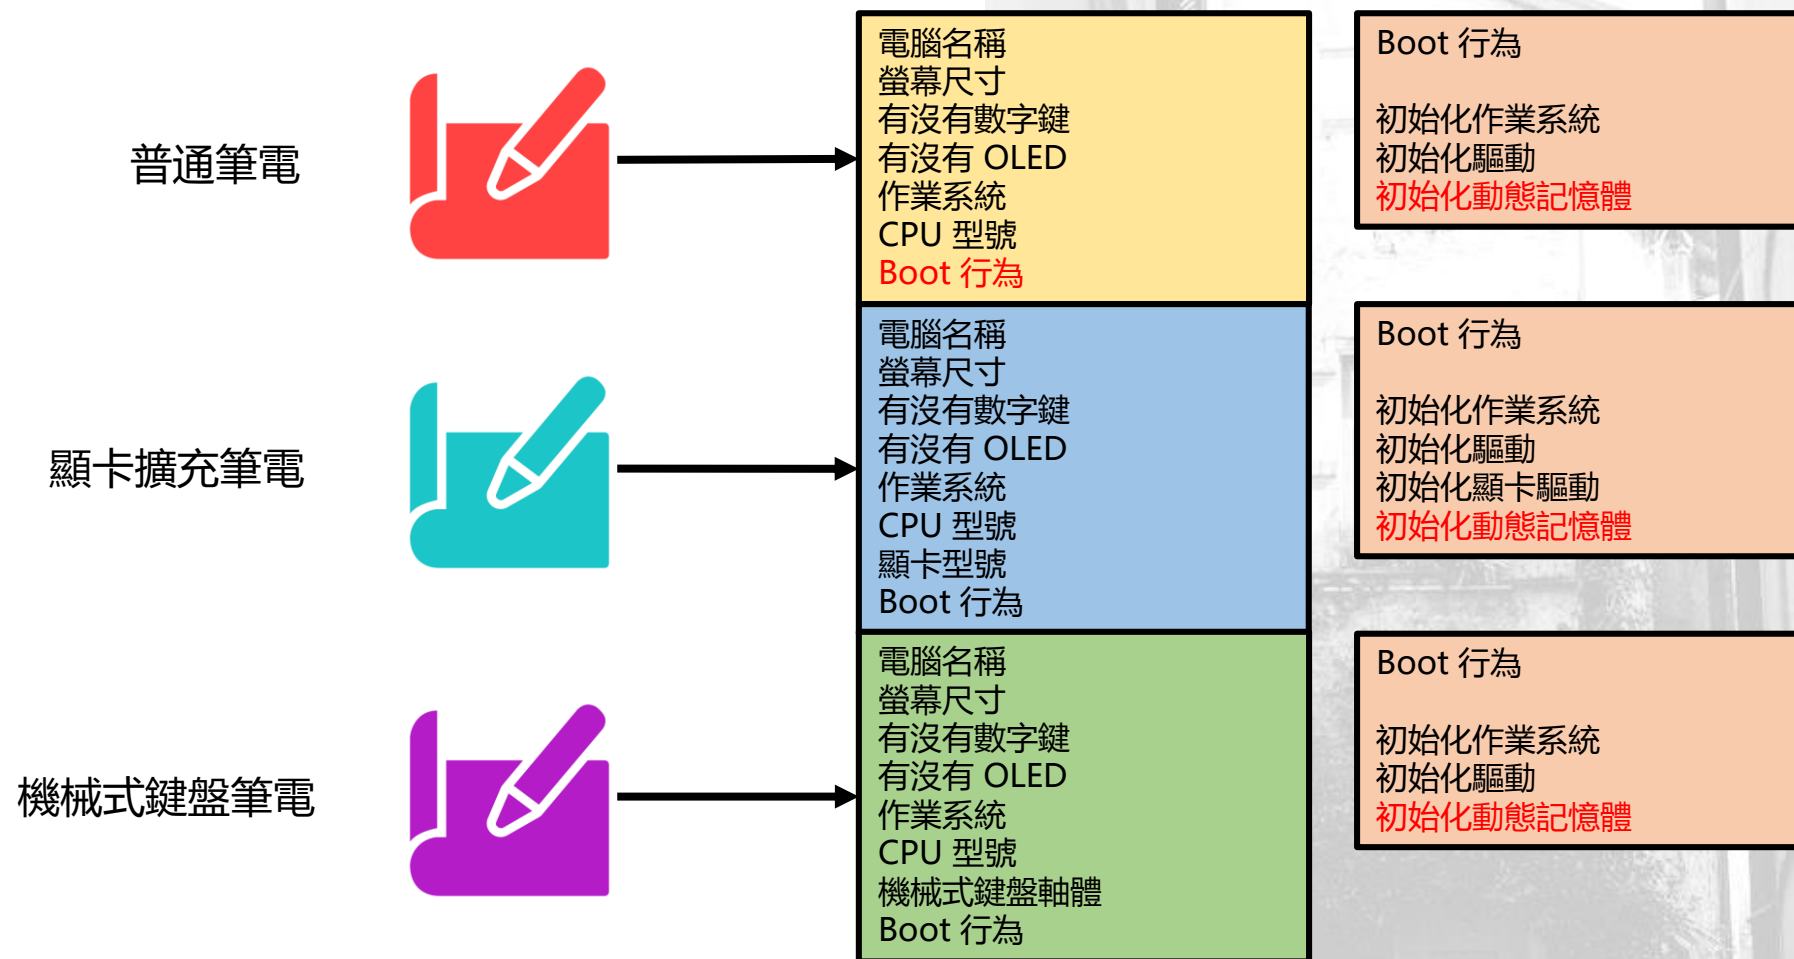 普通筆電
電腦名稱
螢幕尺寸
有沒有數字鍵
有沒有 OLED
作業系統
CPU 型號
Boot 行為
Boot 行為
初始化作業系統
初始化驅動
初始化動態記憶體
顯卡擴充筆電
電腦名稱
螢幕尺寸
有沒有數字鍵
有沒有 OLED
作業系統
CPU 型號
顯卡型號
Boot 行為
Boot 行為
初始化作業系統
初始化驅動
初始化顯卡驅動
初始化動態記憶體
機械式鍵盤筆電
電腦名稱
螢幕尺寸
有沒有數字鍵
有沒有 OLED
作業系統
CPU 型號
機械式鍵盤軸體
Boot 行為
Boot 行為
初始化作業系統
初始化驅動
初始化動態記憶體